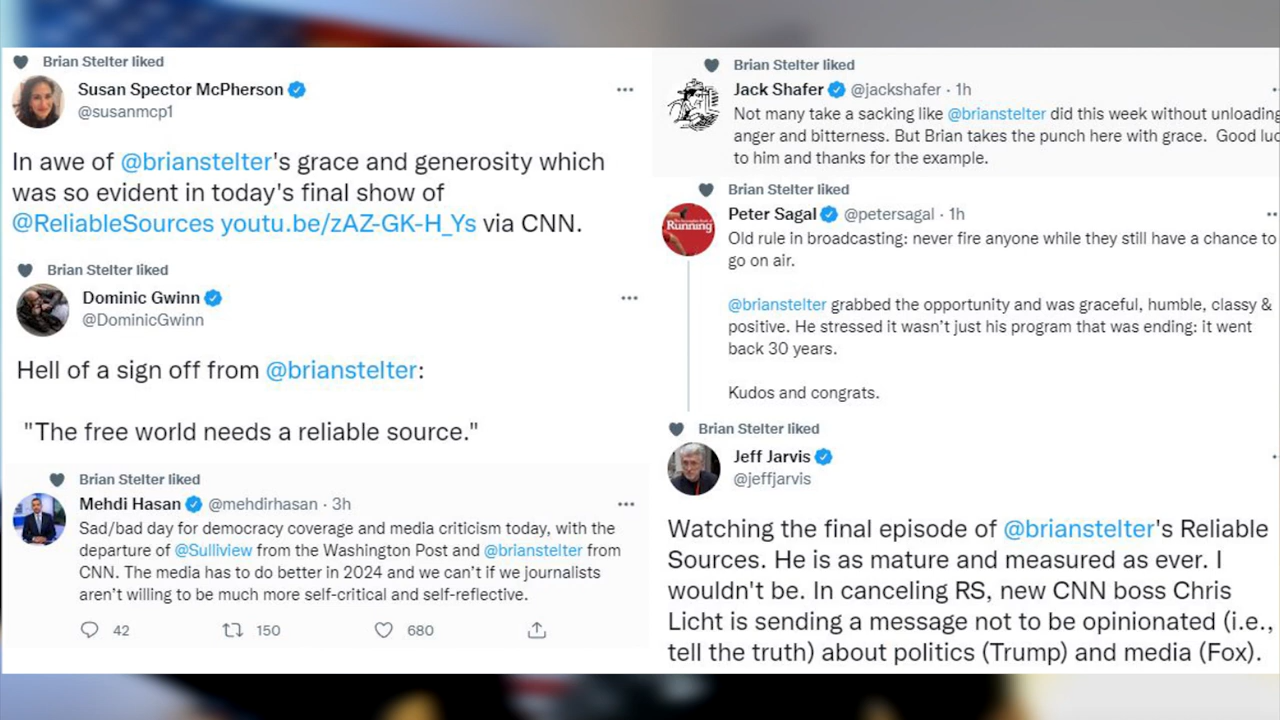 Brian Stelter liked
Susan Spector McPherson
@susanmcp1
In awe of @brianstelter's grace and generosity which
was so evident in today's final show of
@ReliableSources youtu.be/zAZ-GK-H_Ys via CNN.
Brian Stelter liked
Dominic Gwinn
@DominicGwinn
Hell of a sign off from @brianstelter:
"The free world needs a reliable source."
Brian Stelter liked
Mehdi Hasan @mehdirhasan · 3h
Sad/bad day for democracy coverage and media criticism today, with the
departure of @Sulliview from the Washington Post and @brianstelter from
CNN. The media has to do better in 2024 and we can't if we journalists
aren't willing to be much more self-critical and self-reflective.
42 150 680
Brian Stelter liked
Jack Shafer @jackshafer · 1h
Not many take a sacking like @brianstelter did this week without unloading
anger and bitterness. But Brian takes the punch here with grace. Good luc
to him and thanks for the example.
Brian Stelter liked
Peter Sagal @petersagal · 1h
Running
Old rule in broadcasting: never fire anyone while they still have a chance to
go on air.
@brianstelter grabbed the opportunity and was graceful, humble, classy &
positive. He stressed it wasn't just his program that was ending: it went
back 30 years.
Kudos and congrats.
Brian Stelter liked
Jeff Jarvis
@jeffjarvis
Watching the final episode of @brianstelter's Reliable
Sources. He is as mature and measured as ever. I
wouldn't be. In canceling RS, new CNN boss Chris
Licht is sending a message not to be opinionated (i.e.,
tell the truth) about politics (Trump) and media (Fox).